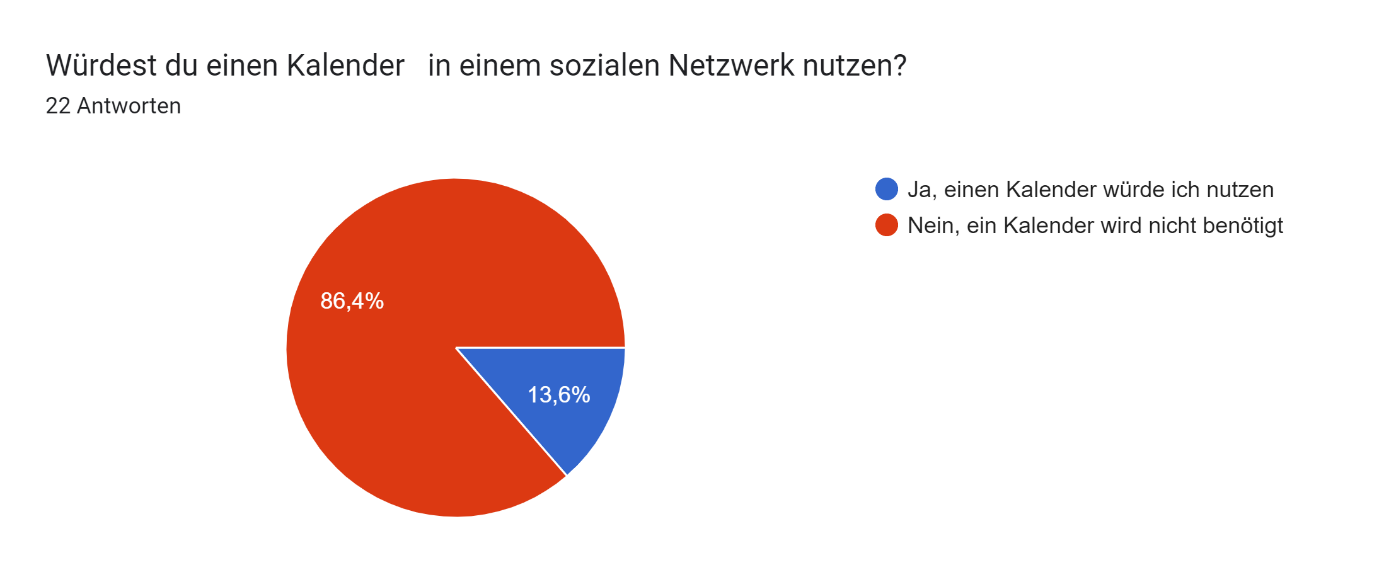 Würdest du einen Kalender   in einem sozialen Netzwerk nutzen?
22 Antworten
Ja, einen Kalender würde ich nutzen
Nein, ein Kalender wird nicht benötigt
86,4%
13,6%